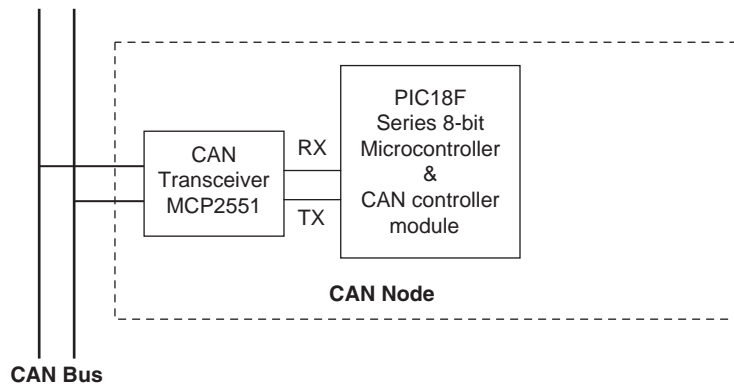 CAN
Transceiver
MCP2551
RX
TX
PIC18F
Series 8-bit
Microcontroller
&
CAN controller
module
CAN Node
CAN Bus